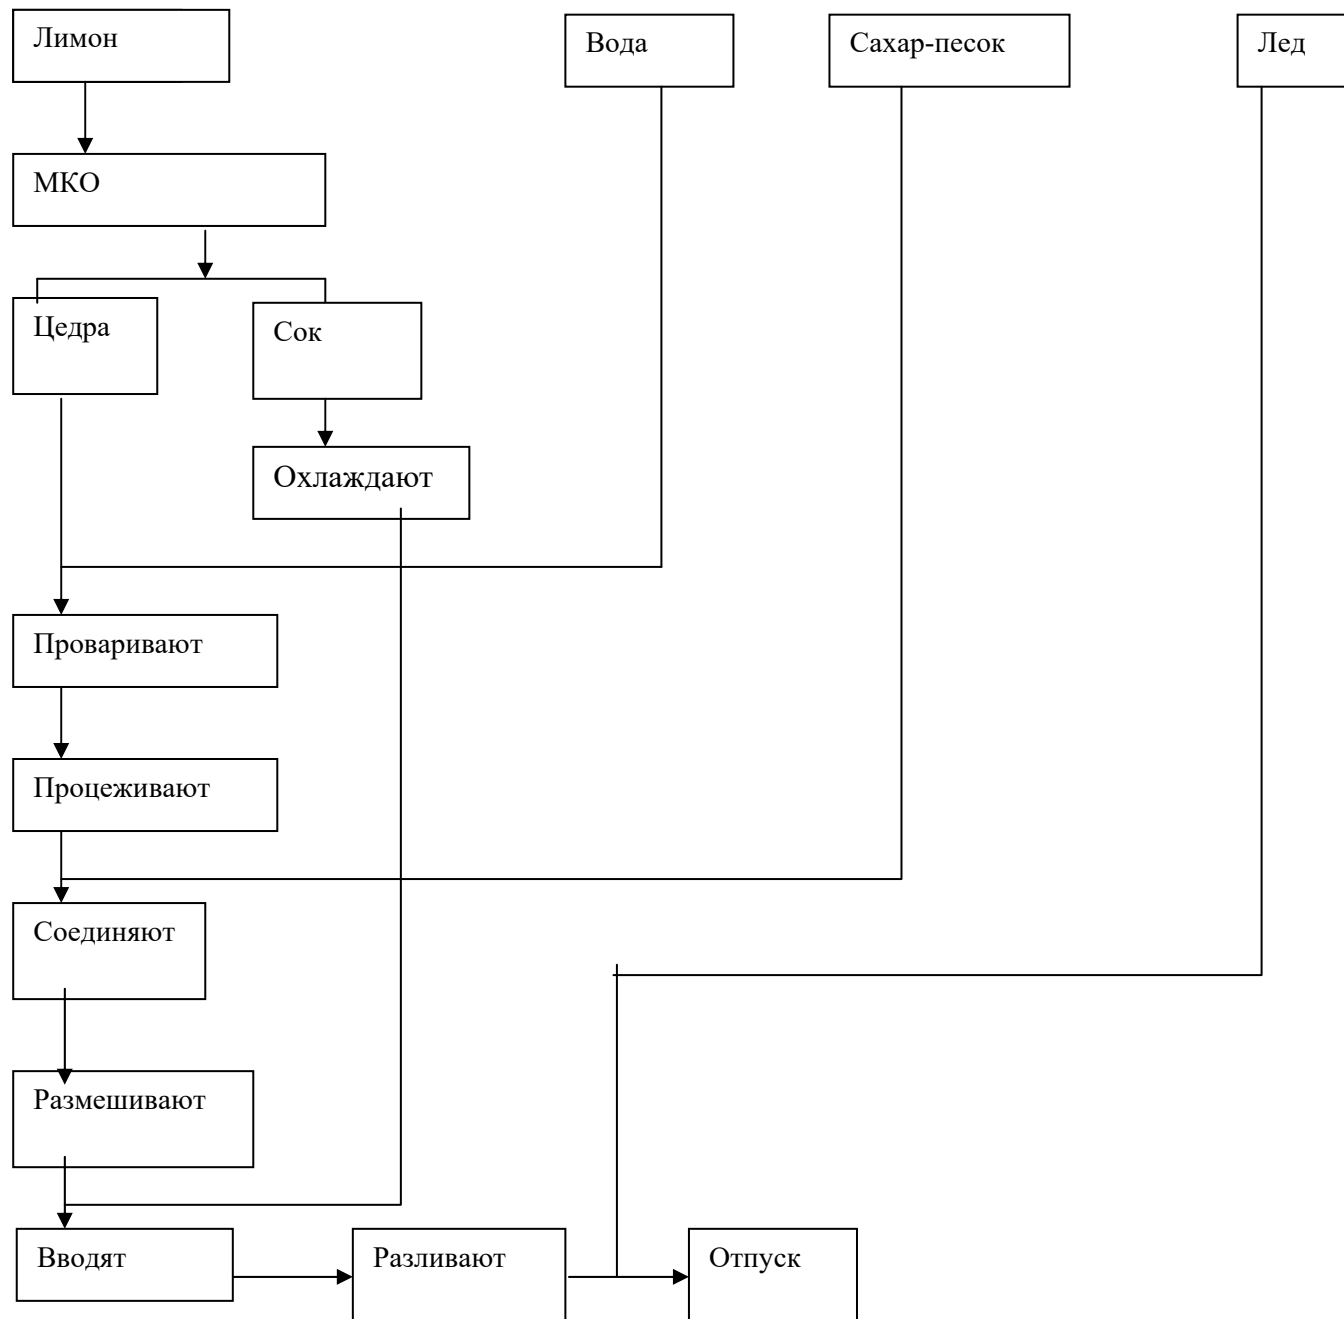 Лимон
Вода
Сахар-песок
Лед
МКО
Цедра
Сок
Охлаждают
Проваривают
Процеживают
Соединяют
Размешивают
Вводят
Разливают
Отпуск